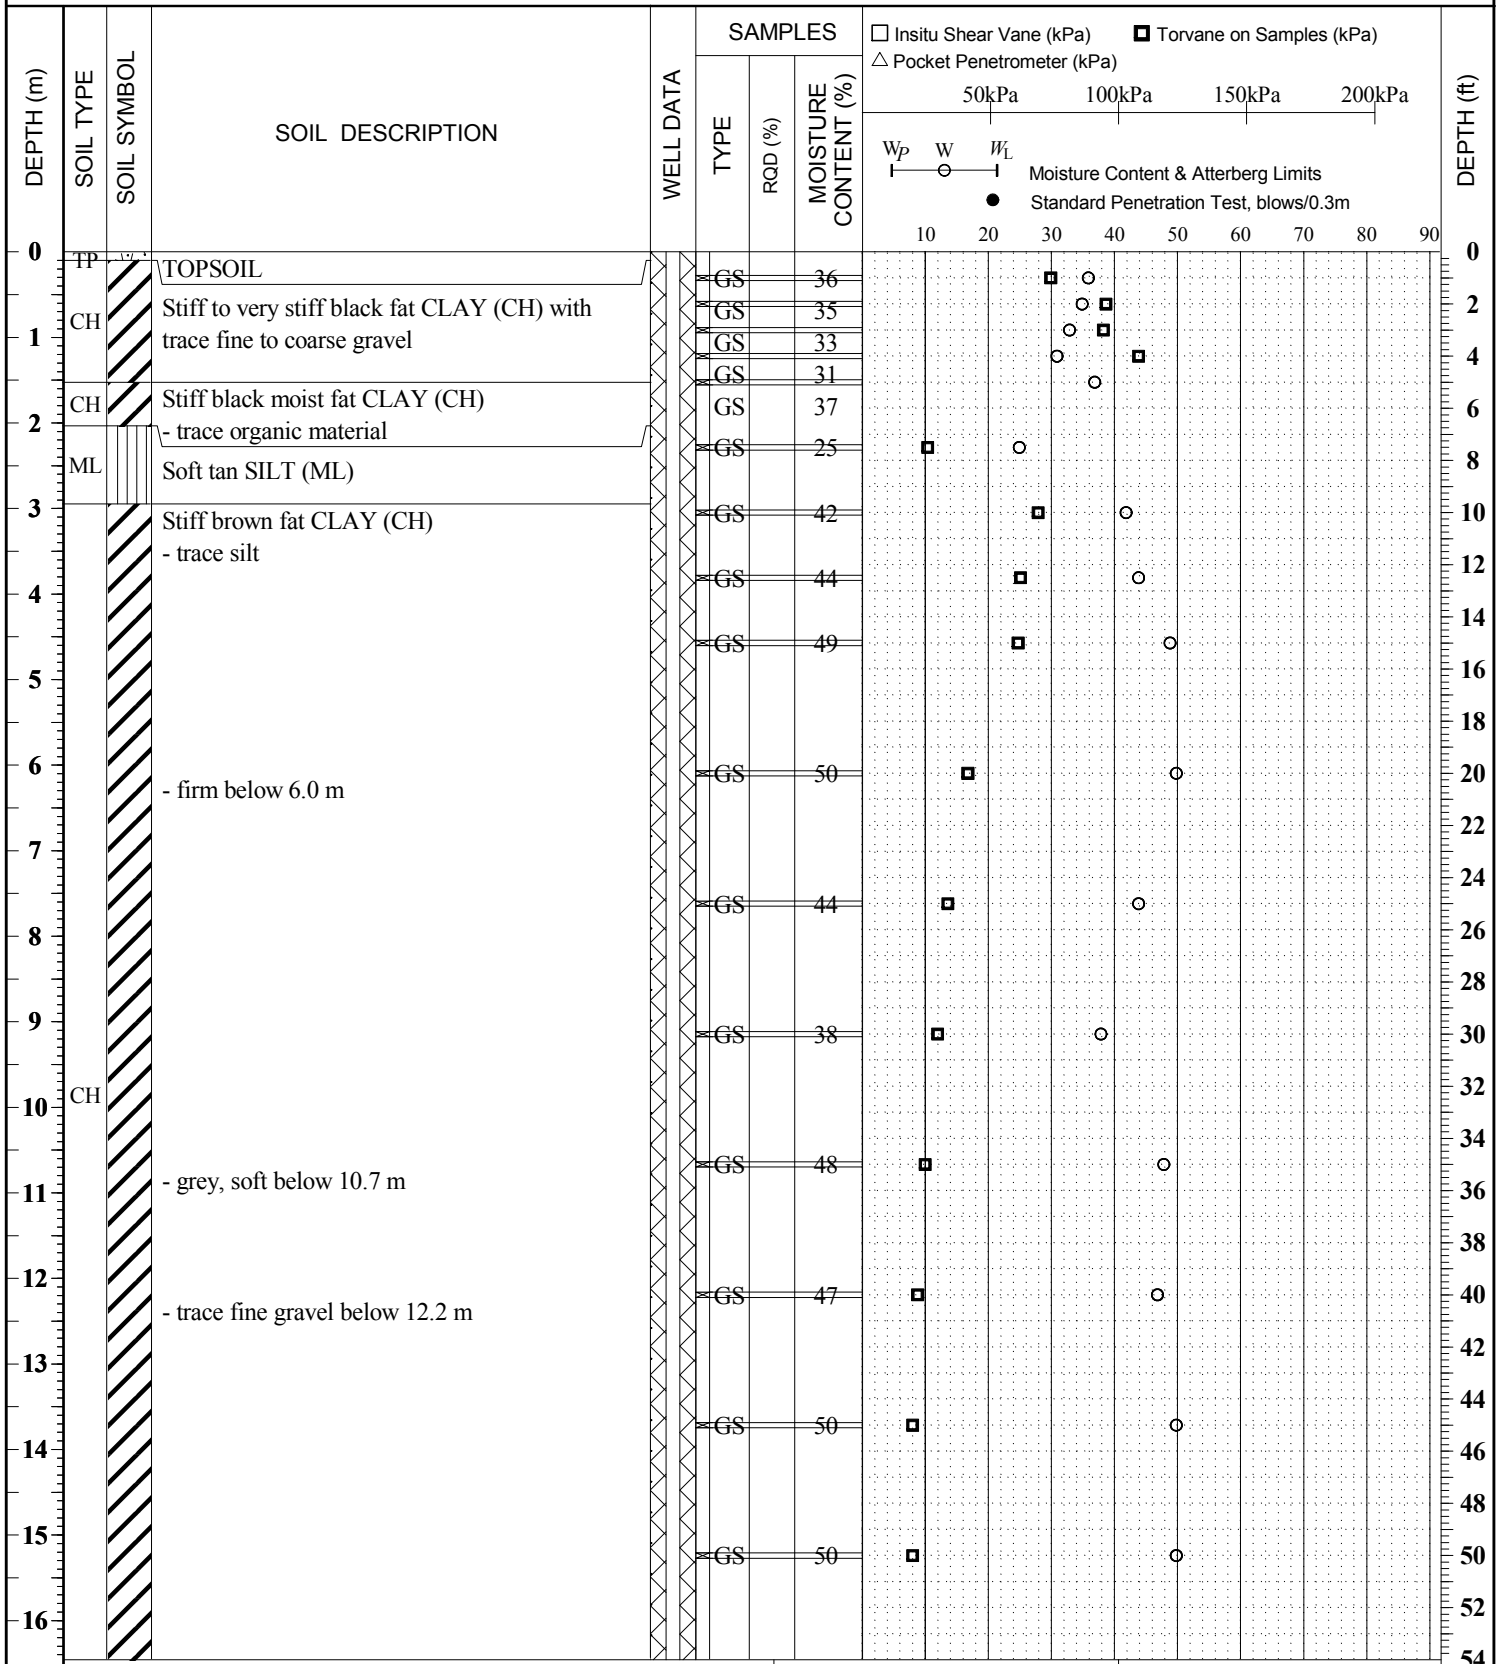 SAMPLES
Insitu Shear Vane (kPa) Torvane on Samples (kPa)
Pocket Penetrometer (kPa)
50kPa 100kPa 150kPa 200kPa
DEPTH (m)
SOIL TYPE
SOIL SYMBOL
SOIL DESCRIPTION
WELL DATA
TYPE
RQD (%)
MOISTURE CONTENT (%)
DEPTH (ft)
WP W WL
Moisture Content & Atterberg Limits
Standard Penetration Test, blows/0.3m
10 20 30 40 50 60 70 80 90
0 TP TOPSOIL 0
GS 36
CH Stiff to very stiff black fat CLAY (CH) with
GS 35 2
1 trace fine to coarse gravel
GS 33 4
GS 31
CH Stiff black moist fat CLAY (CH)
GS 37 6
2 - trace organic material
GS 25 8
ML Soft tan SILT (ML)
3 GS 42 10
Stiff brown fat CLAY (CH)
- trace silt
GS 44 12
4 14
GS 49 16
5 18
6 GS 50 20
- firm below 6.0 m
22
7 24
GS 44
8 26
28
9 GS 38 30
32
CH
10 34
GS 48
- grey, soft below 10.7 m
11 36
38
12 GS 47 40
- trace fine gravel below 12.2 m
42
13 44
GS 50
14 46
48
15 GS 50 50
16 52
54